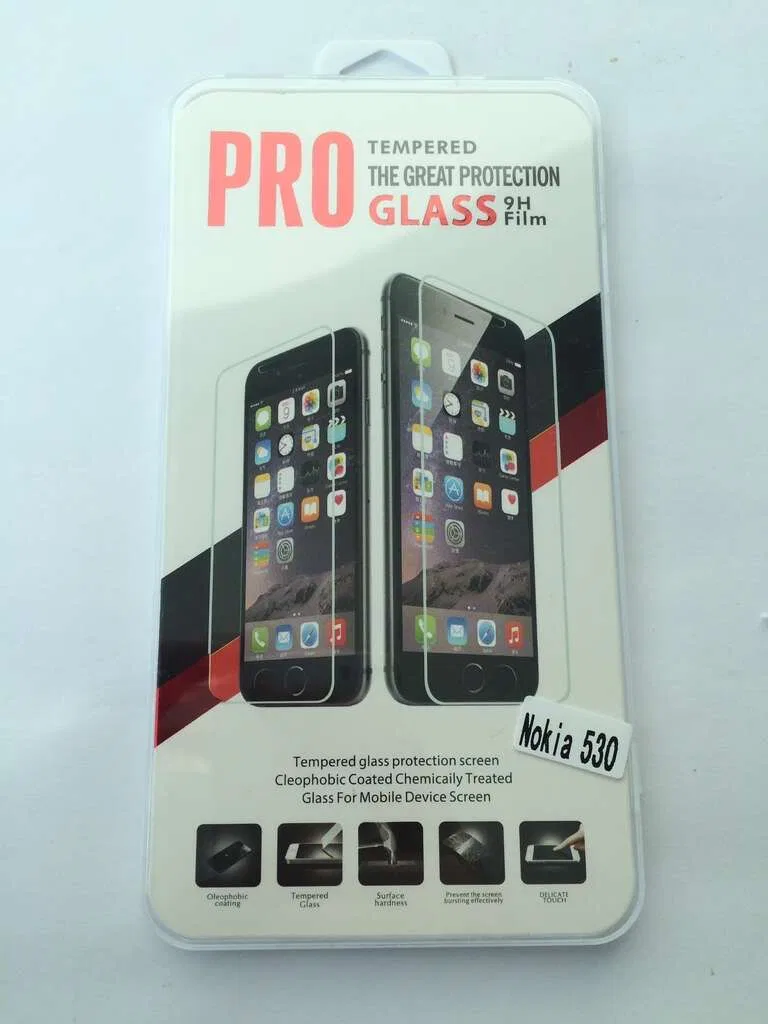 PRO
TEMPERED
THE GREAT PROTECTION
GLASS 9H
Film
Nokia 530
Tempered glass protection screen
Cleophobic Coated Chemicaily Treated
Glass For Mobile Device Screen
Oleophobic
coating
Tempered
Glass
Surface
hardness
Prevent the screen
bursting effectively
DELICATE
TOUCH